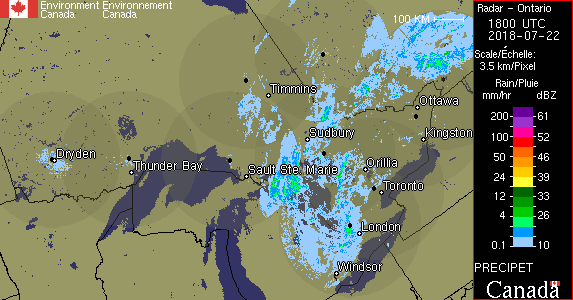 Environment Environnement
Canada Canada
100 KM
Timmins
Ottawa
Sudbury
Kingston
Dryden
Thunder Bay
Sault Ste. Marie
Orillia
Toronto
London
Windsor
Radar - Ontario
1800 UTC
2018-07-22
Scale/Échelle:
3.5 km/Pixel
Rain/Pluie
mm/hr dBZ
200 61
100 52
50 46
24 39
12 33
4 26
2 20
0.1 10
PRECIPET
Canada